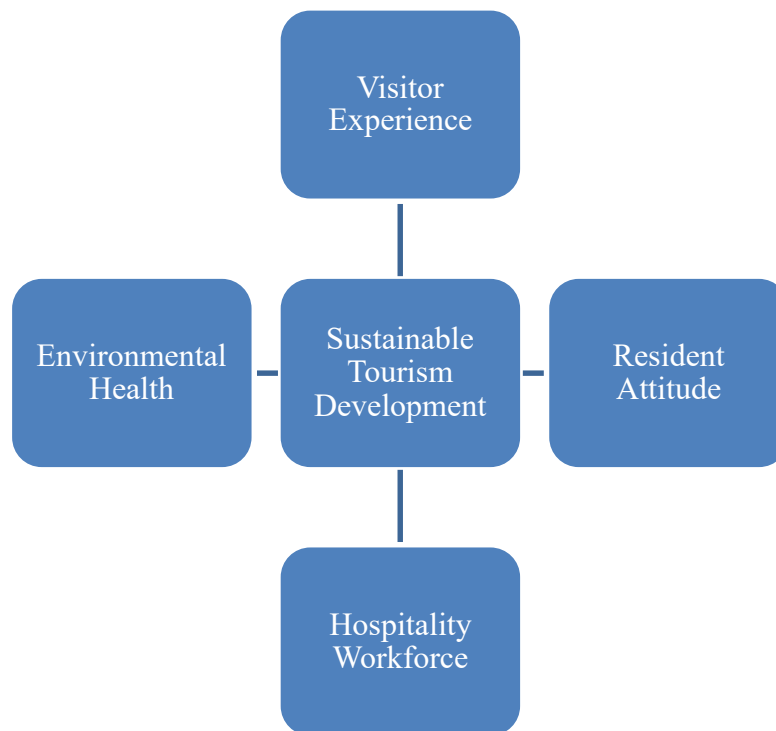 Visitor
Experience
Environmental
Health
Sustainable
Tourism
Development
Resident
Attitude
Hospitality
Workforce